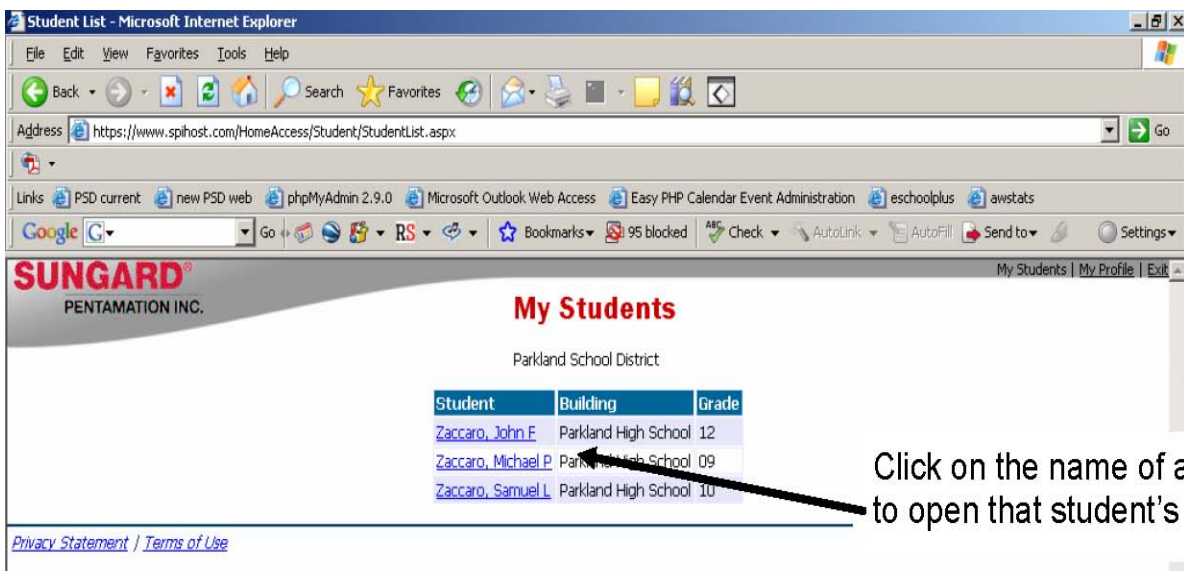 Student List - Microsoft Internet Explorer
File Edit View Favorites Tools Help
Back Search Favorites
Address https://www.spihost.com/HomeAccess/Student/StudentList.aspx Go
Links PSD current new PSD web phpMyAdmin 2.9.0 Microsoft Outlook Web Access Easy PHP Calendar Event Administration eschoolplus awstats
Google G Go RS Bookmarks 95 blocked ABC Check AutoLink AutoFill Send to Settings
SUNGARD® My Students | My Profile | Exit
PENTAMATION INC.
My Students
Parkland School District
Student Building Grade
Zaccaro, John F Parkland High School 12
Zaccaro, Michael P Parkland High School 09
Zaccaro, Samuel L Parkland High School 10
Click on the name of a
to open that student's
Privacy Statement / Terms of Use